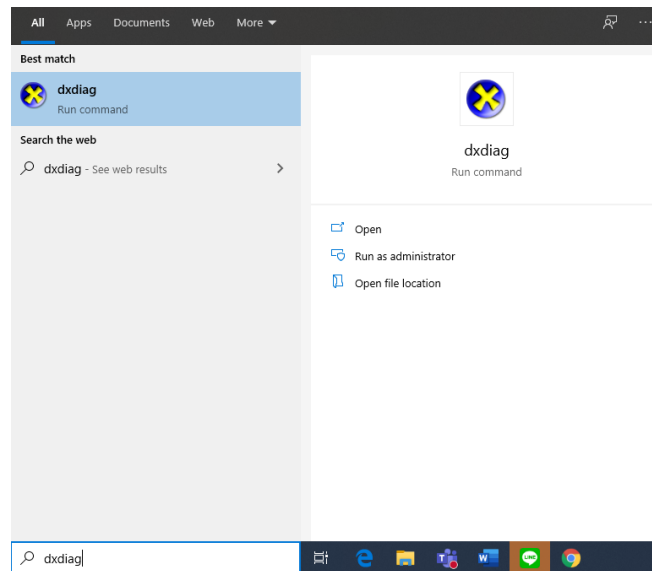 All Apps Documents Web More
Best match
dxdiag
Run command
Search the web
dxdiag - See web results
dxdiag
Run command
Open
Run as administrator
Open file location
dxdiag